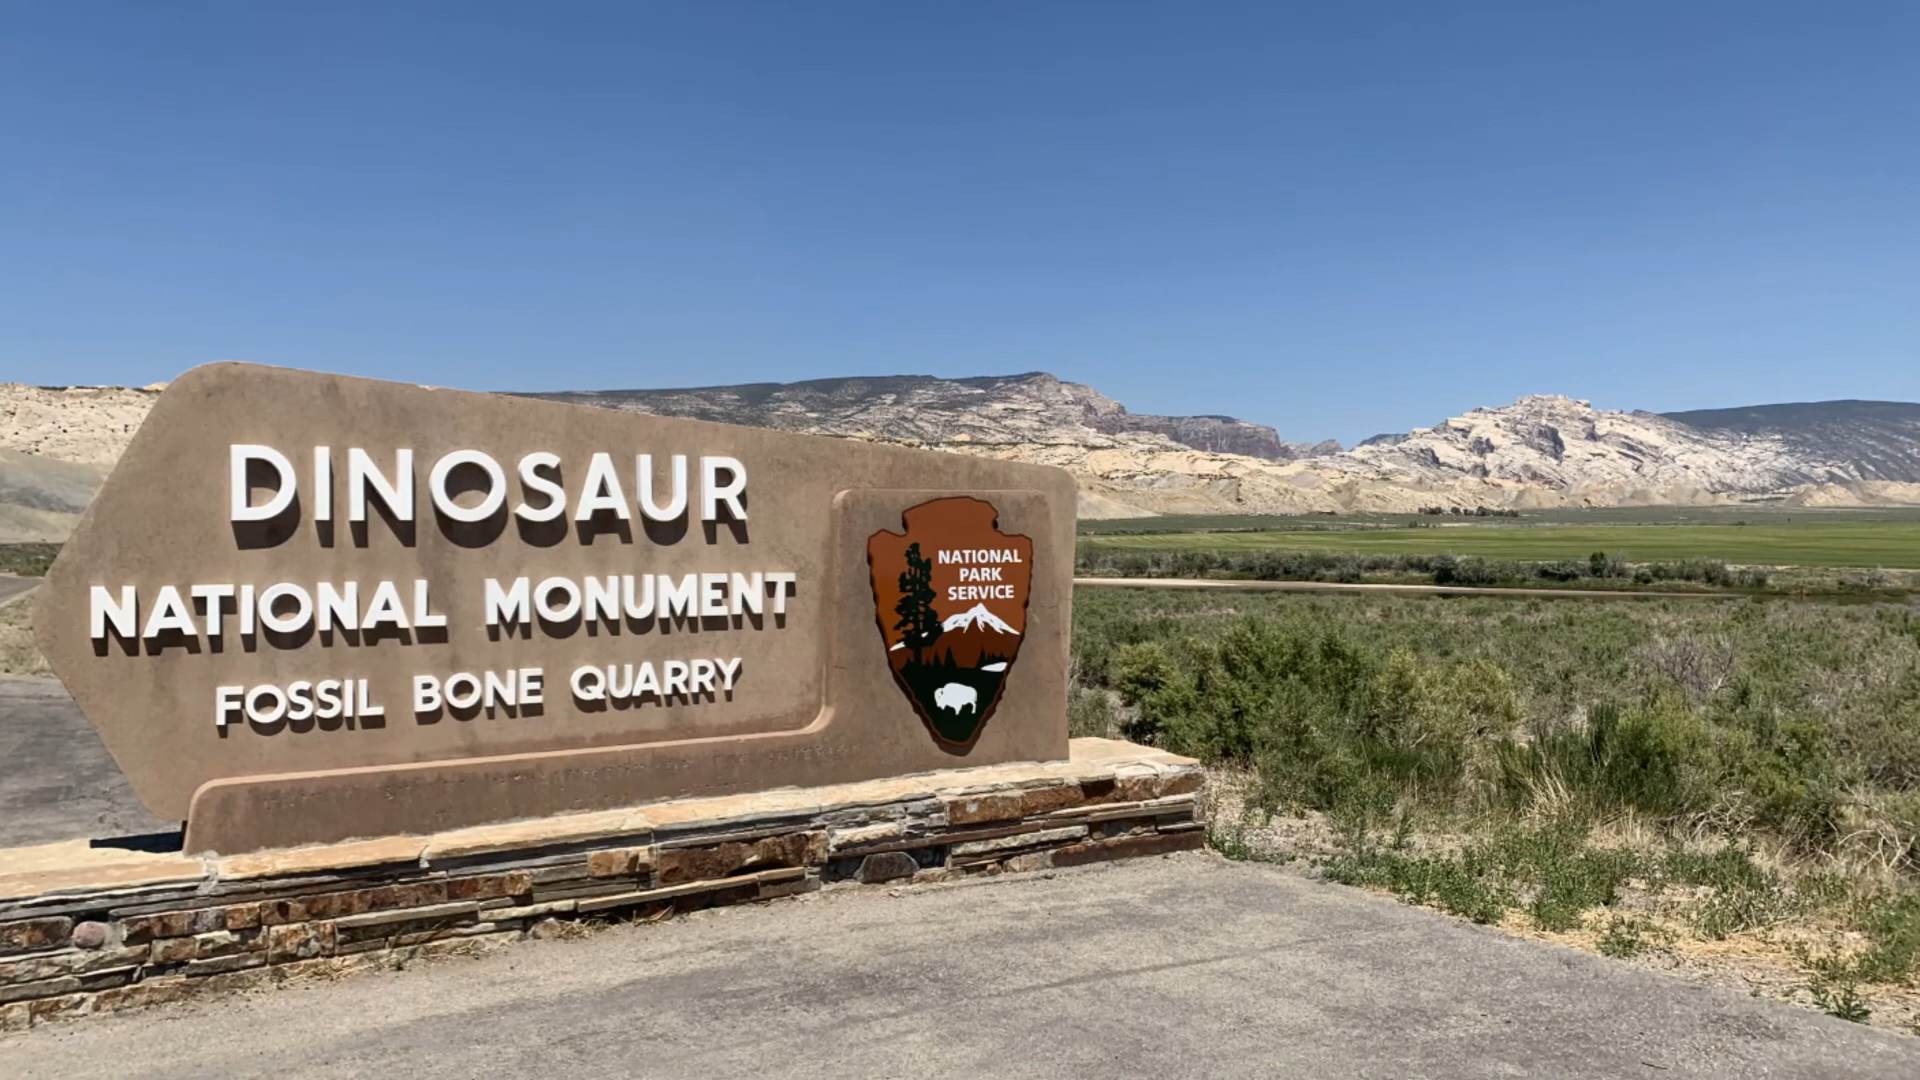 DINOSAUR
NATIONAL MONUMENT
FOSSIL BONE QUARRY
NATIONAL
PARK
SERVICE